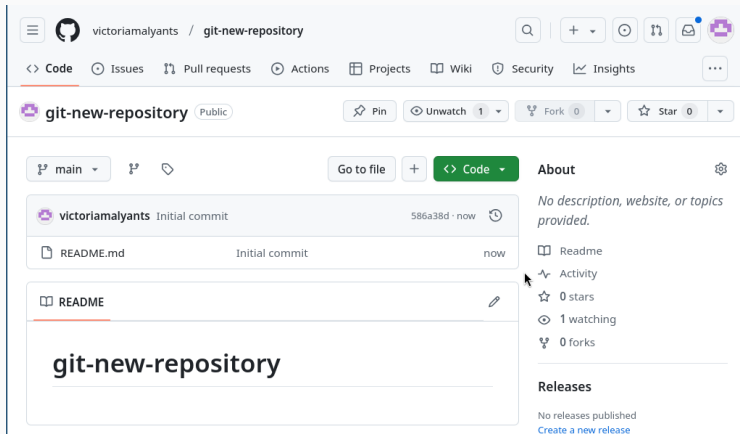 victoriamalyants / git-new-repository
Code Issues Pull requests Actions Projects Wiki Security Insights
git-new-repository Public Pin Unwatch 1 Fork 0 Star 0
main Go to file Code
victoriamalyants Initial commit 586a38d · now
README.md Initial commit now
README
git-new-repository
About
No description, website, or topics
provided.
Readme
Activity
0 stars
1 watching
0 forks
Releases
No releases published
Create a new release